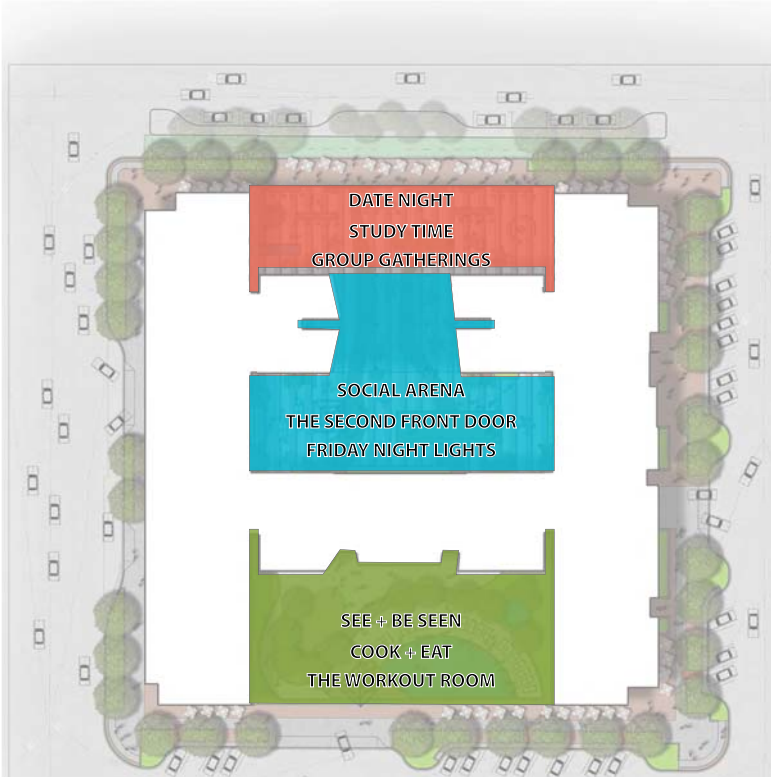 DATE NIGHT
STUDY TIME
GROUP GATHERINGS
SOCIAL ARENA
THE SECOND FRONT DOOR
FRIDAY NIGHT LIGHTS
SEE + BE SEEN
COOK + EAT
THE WORKOUT ROOM